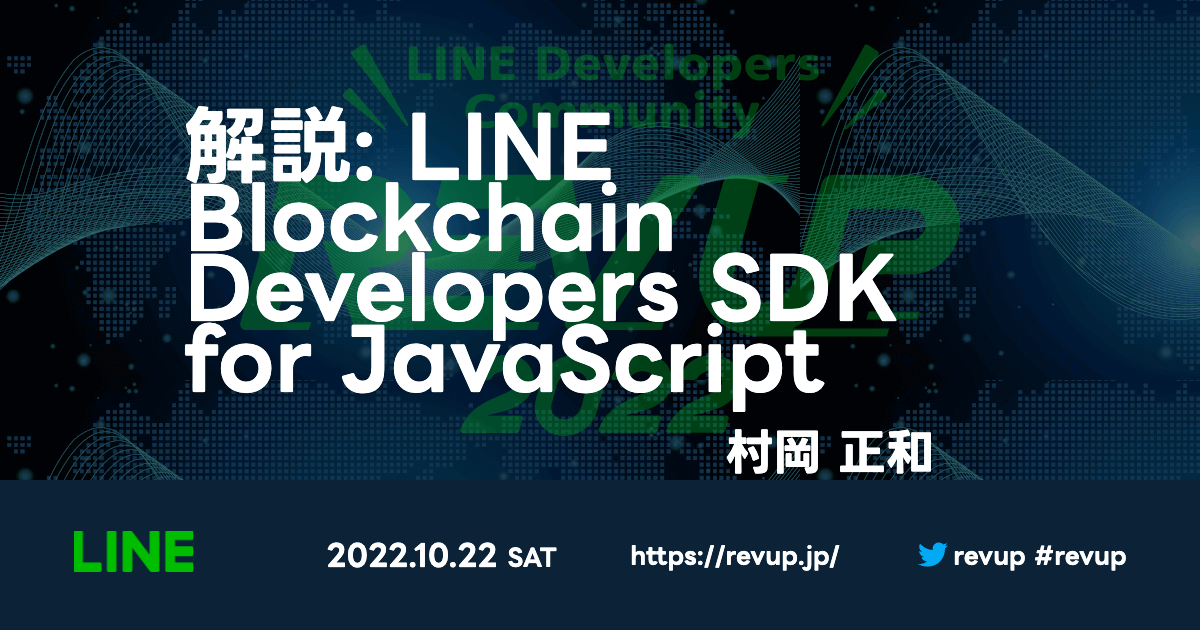 LINE Developers
Community
REVUP
2022
解説: LINE
Blockchain
Developers SDK
for JavaScript
村岡 正和
LINE
2022.10.22 SAT
https://revup.jp/
revup #revup